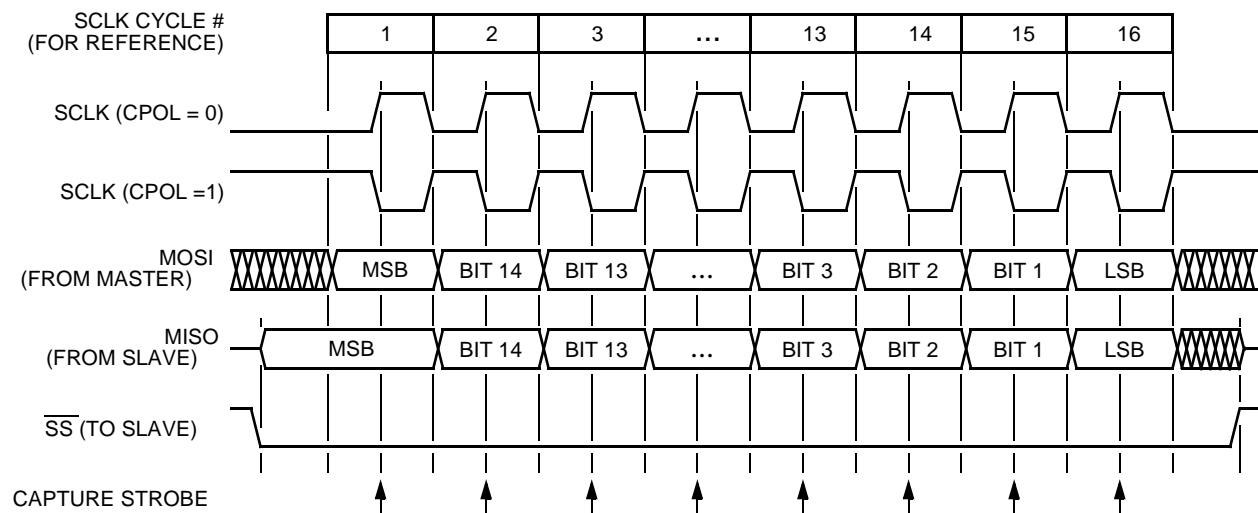 SCLK CYCLE #
(FOR REFERENCE)
1 2 3 ... 13 14 15 16
SCLK (CPOL = 0)
SCLK (CPOL =1)
MOSI
(FROM MASTER)
MSB BIT 14 BIT 13 ... BIT 3 BIT 2 BIT 1 LSB
MISO
(FROM SLAVE)
MSB BIT 14 BIT 13 ... BIT 3 BIT 2 BIT 1 LSB
SS (TO SLAVE)
CAPTURE STROBE